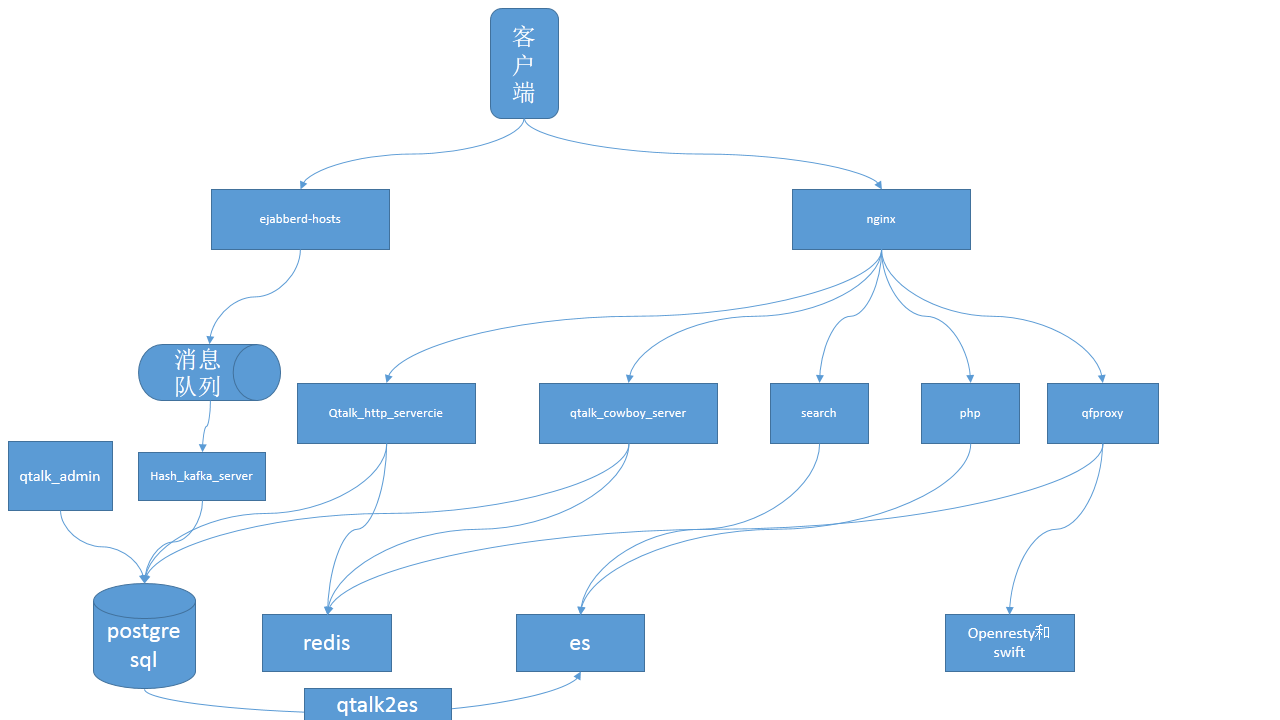 客
户
端
ejabberd-hosts
nginx
消息
队列
Qtalk_http_servercie
qtalk_cowboy_server
search
php
qfproxy
qtalk_admin
Hash_kafka_server
postgre
sql
redis
es
Openresty和
swift
qtalk2es